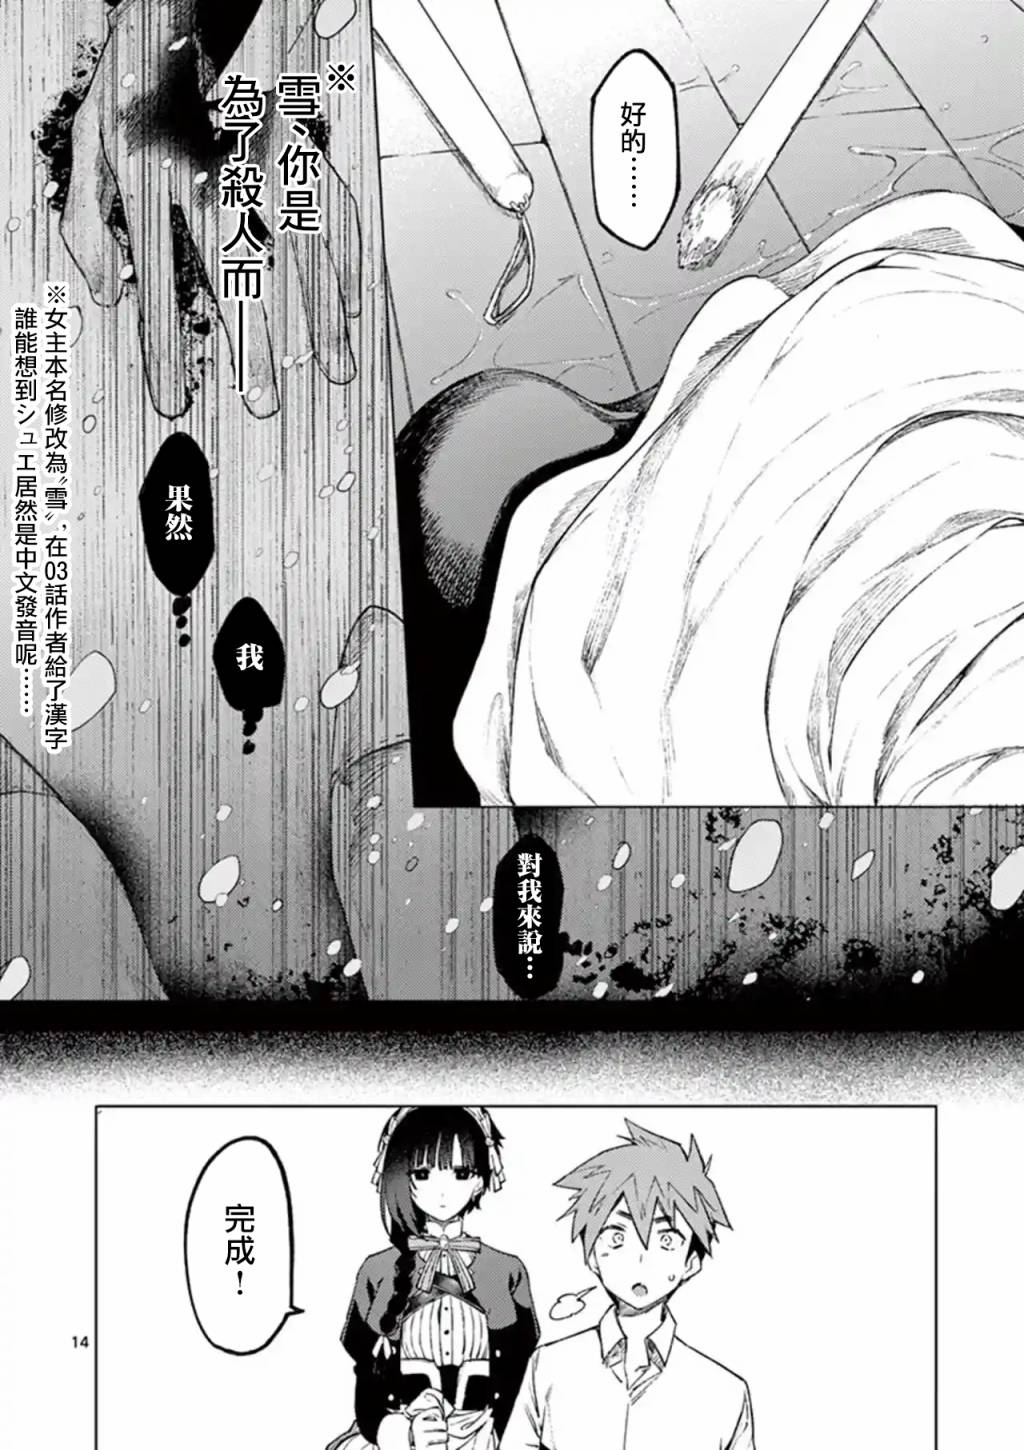 好的……
※
雪、你是
為了殺人而——
※女主本名修改為〝雪〞，在03話作者給了漢字
誰能想到シュエ居然是中文發音呢……
果然
我
對我來說…
完成！
14